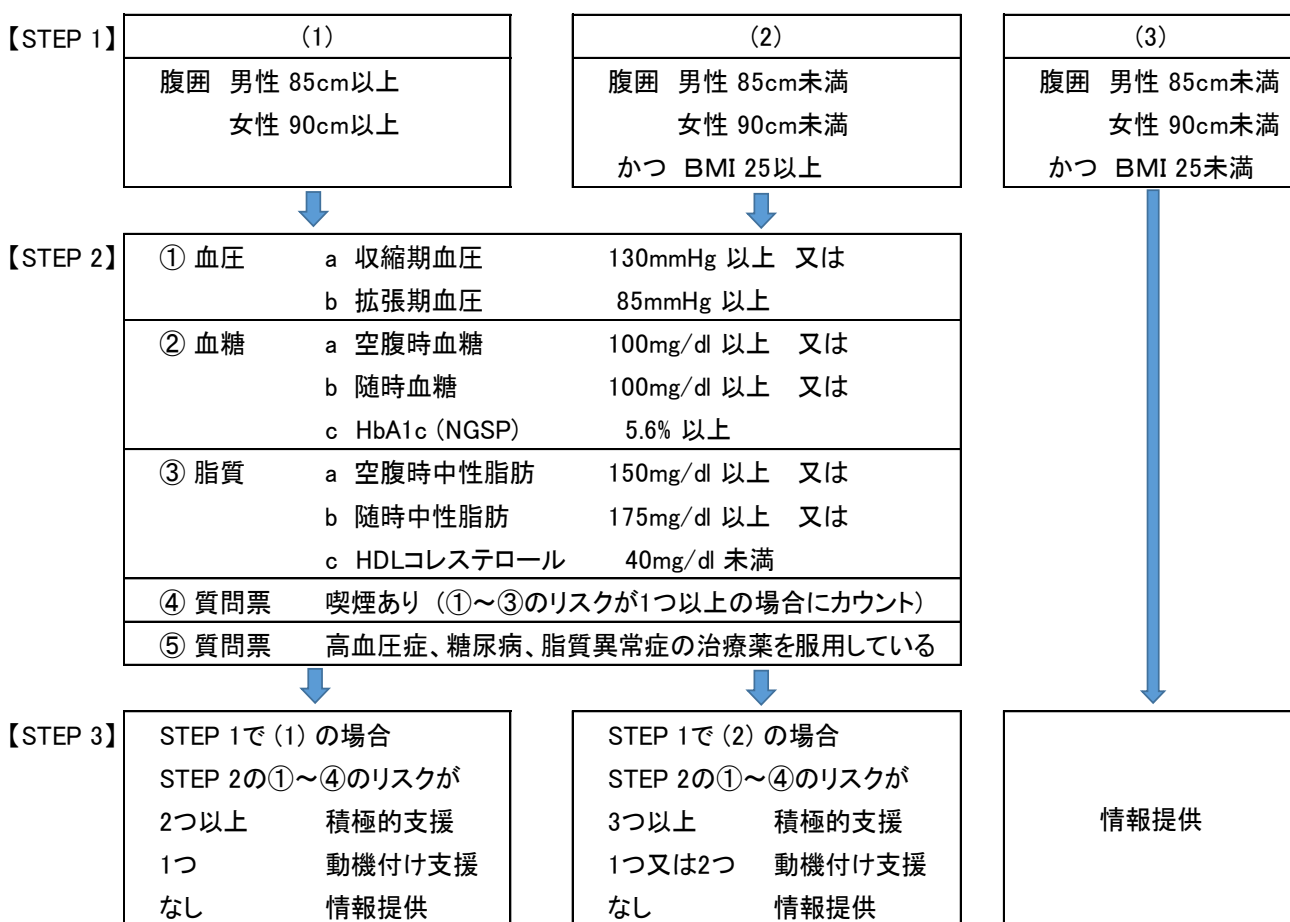 【STEP 1】
(1)
腹囲 男性 85cm以上
女性 90cm以上
(2)
腹囲 男性 85cm未満
女性 90cm未満
かつ BMI 25以上
(3)
腹囲 男性 85cm未満
女性 90cm未満
かつ BMI 25未満
【STEP 2】
① 血圧 a 収縮期血圧 130mmHg 以上 又は
b 拡張期血圧 85mmHg 以上
② 血糖 a 空腹時血糖 100mg/dl 以上 又は
b 随時血糖 100mg/dl 以上 又は
c HbA1c (NGSP) 5.6% 以上
③ 脂質 a 空腹時中性脂肪 150mg/dl 以上 又は
b 随時中性脂肪 175mg/dl 以上 又は
c HDLコレステロール 40mg/dl 未満
④ 質問票 喫煙あり (①~③のリスクが1つ以上の場合にカウント)
⑤ 質問票 高血圧症、糖尿病、脂質異常症の治療薬を服用している
【STEP 3】
STEP 1で (1) の場合
STEP 2の①~④のリスクが
2つ以上 積極的支援
1つ 動機付け支援
なし 情報提供
STEP 1で (2) の場合
STEP 2の①~④のリスクが
3つ以上 積極的支援
1つ又は2つ 動機付け支援
なし 情報提供
情報提供